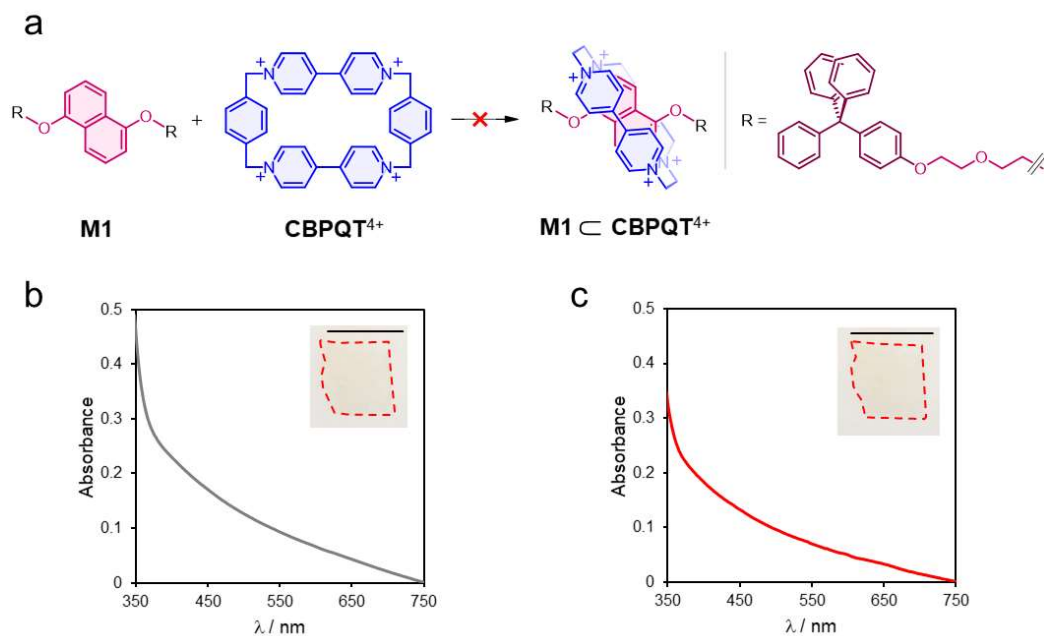 a
R
O
O
R
+
N
+
+
N
N
+
+
N
✕
+
N
N
+
O
R
O
R
N
+
N
+
R =
O
O
M1
CBPQT4+
M1 ⊂ CBPQT4+
b
c
0.5
0.4
0.3
0.2
0.1
0
Absorbance
350
450
550
650
750
λ / nm
0.5
0.4
0.3
0.2
0.1
0
Absorbance
350
450
550
650
750
λ / nm